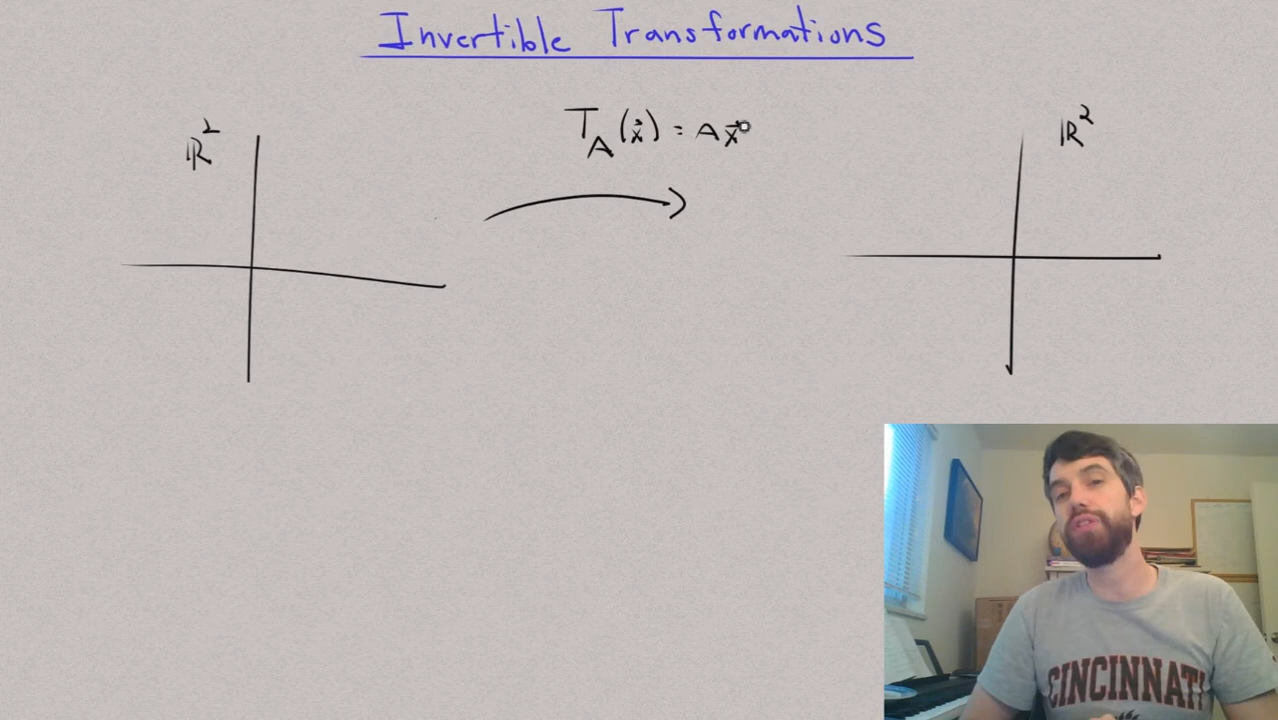 Invertible Transformations
ℝ²
T_A(x⃗) = Ax⃗
ℝ²
CINCINNATI